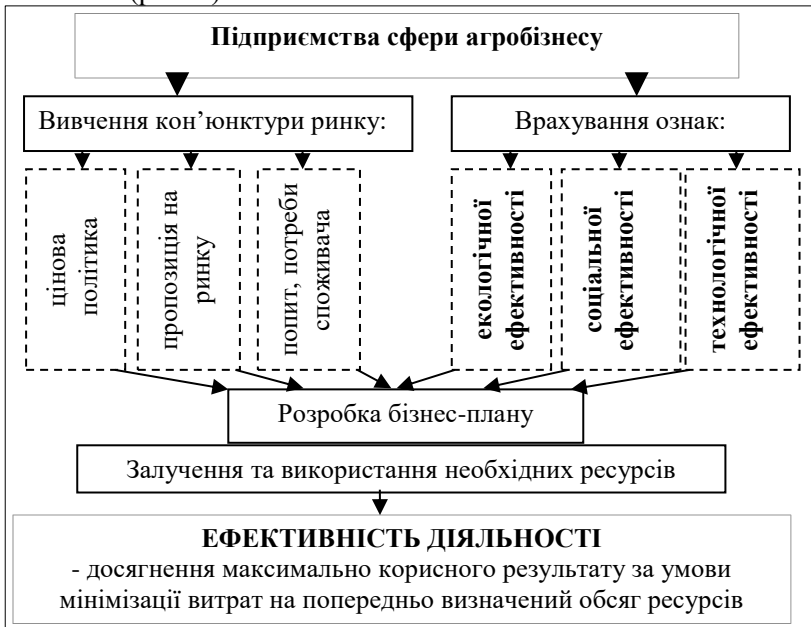 Підприємства сфери агробізнесу
Вивчення кон’юнктури ринку:
Врахування ознак:
цінова
політика
пропозиція на
ринку
попит, потреби
споживача
екологічної
ефективності
соціальної
ефективності
технологічної
ефективності
Розробка бізнес-плану
Залучення та використання необхідних ресурсів
ЕФЕКТИВНІСТЬ ДІЯЛЬНОСТІ
- досягнення максимально корисного результату за умови
мінімізації витрат на попередньо визначений обсяг ресурсів